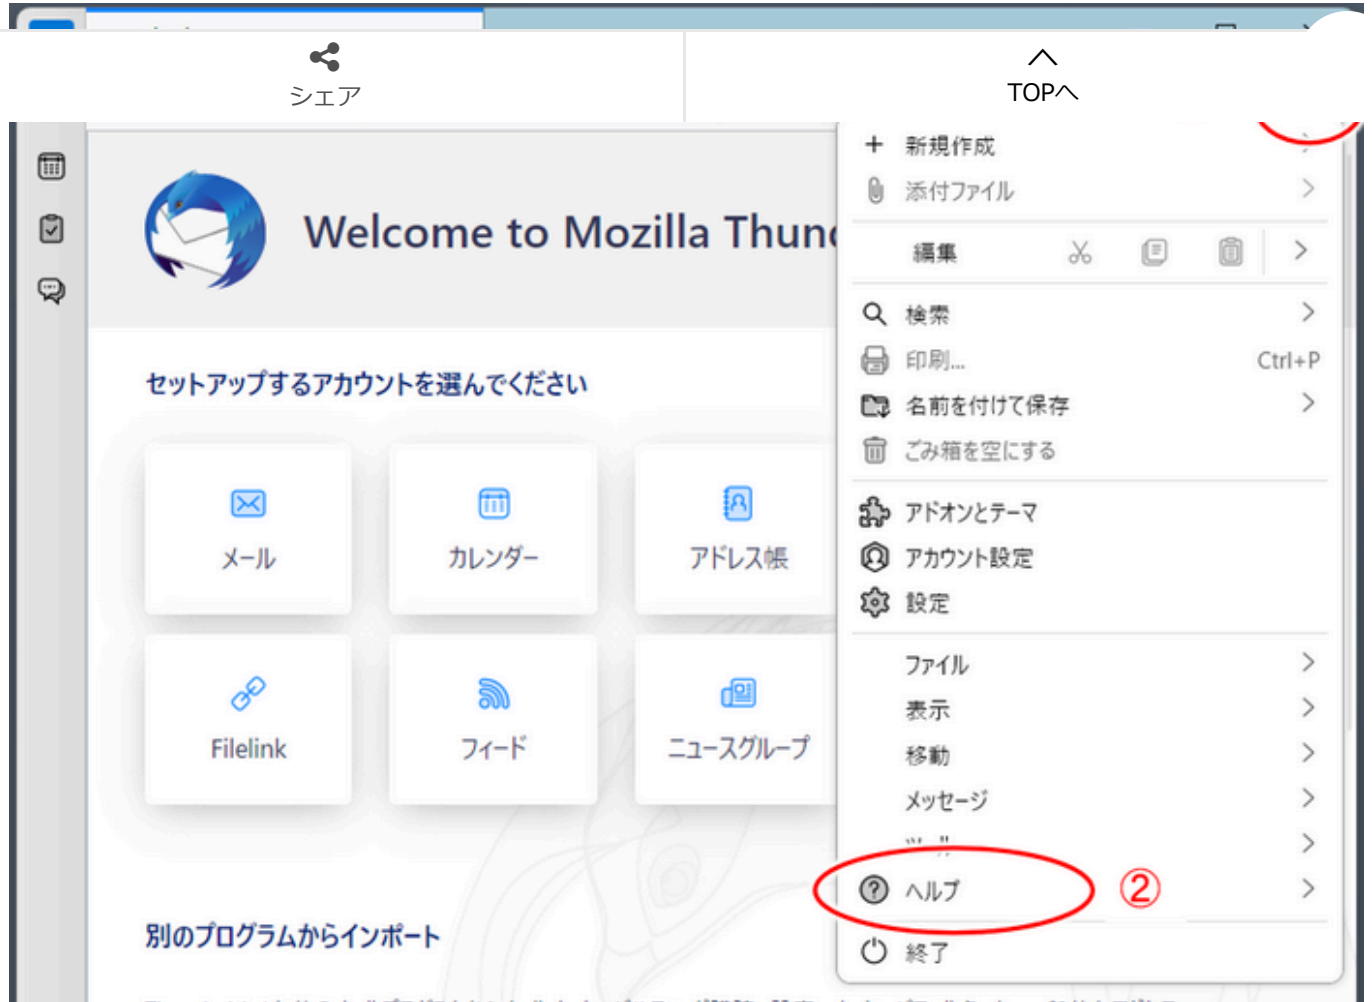 シェア
TOPへ
Welcome to Mozilla
セットアップするアカウントを選んでください
メール
カレンダー
アドレス帳
Filelink
フィード
ニュースグループ
別のプログラムからインポート
新規作成
添付ファイル
編集
検索
印刷... Ctrl+P
名前を付けて保存
ごみ箱を空にする
アドオンとテーマ
アカウント設定
設定
ファイル
表示
移動
メッセージ
ヘルプ ②
終了